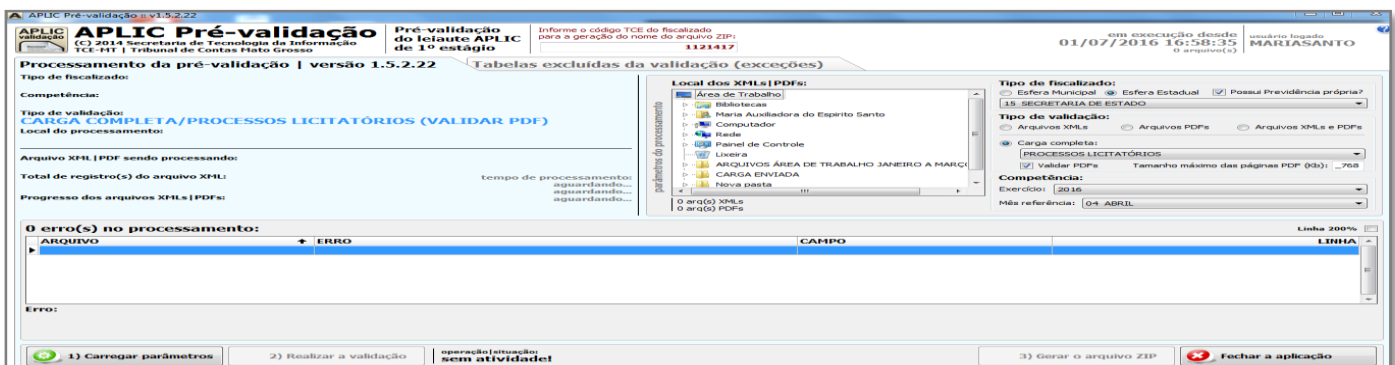 APLIC Pré-validação :: v1.5.2.22
APLIC
validação
APLIC Pré-validação
(C) 2014 Secretaria de Tecnologia da Informação
TCE-MT | Tribunal de Contas Mato Grosso
Pré-validação
do leiaute APLIC
de 1º estágio
Informe o código TCE do fiscalizado
para a geração do nome do arquivo ZIP:
1121417
em execução desde
01/07/2016 16:58:35
0 arquivo(s)
usuário logado
MARIASANTO
Processamento da pré-validação | versão 1.5.2.22
Tabelas excluídas da validação (exceções)
Tipo de fiscalizado:
Competência:
Tipo de validação:
CARGA COMPLETA/PROCESSOS LICITATÓRIOS (VALIDAR PDF)
Local do processamento:
Arquivo XML|PDF sendo processando:
Total de registro(s) do arquivo XML:
Progresso dos arquivos XMLs|PDFs:
tempo de processamento:
aguardando...
aguardando...
aguardando...
parâmetros do processamento
Local dos XMLs|PDFs:
Área de Trabalho
Bibliotecas
Maria Auxiliadora do Espirito Santo
Computador
Rede
Painel de Controle
Lixeira
ARQUIVOS ÁREA DE TRABALHO JANEIRO A MARÇ
CARGA ENVIADA
Nova pasta
0 arq(s) XMLs
0 arq(s) PDFs
Tipo de fiscalizado:
Esfera Municipal Esfera Estadual Possui Previdência própria?
15 SECRETARIA DE ESTADO
Tipo de validação:
Arquivos XMLs Arquivos PDFs Arquivos XMLs e PDFs
Carga completa:
PROCESSOS LICITATÓRIOS
Validar PDFs Tamanho máximo das páginas PDF (Kb): _768
Competência:
Exercício: 2016
Mês referência: 04 ABRIL
0 erro(s) no processamento:
Linha 200%
ARQUIVO ERRO CAMPO LINHA
Erro:
1) Carregar parâmetros
2) Realizar a validação
operação|situação:
sem atividade!
3) Gerar o arquivo ZIP
Fechar a aplicação